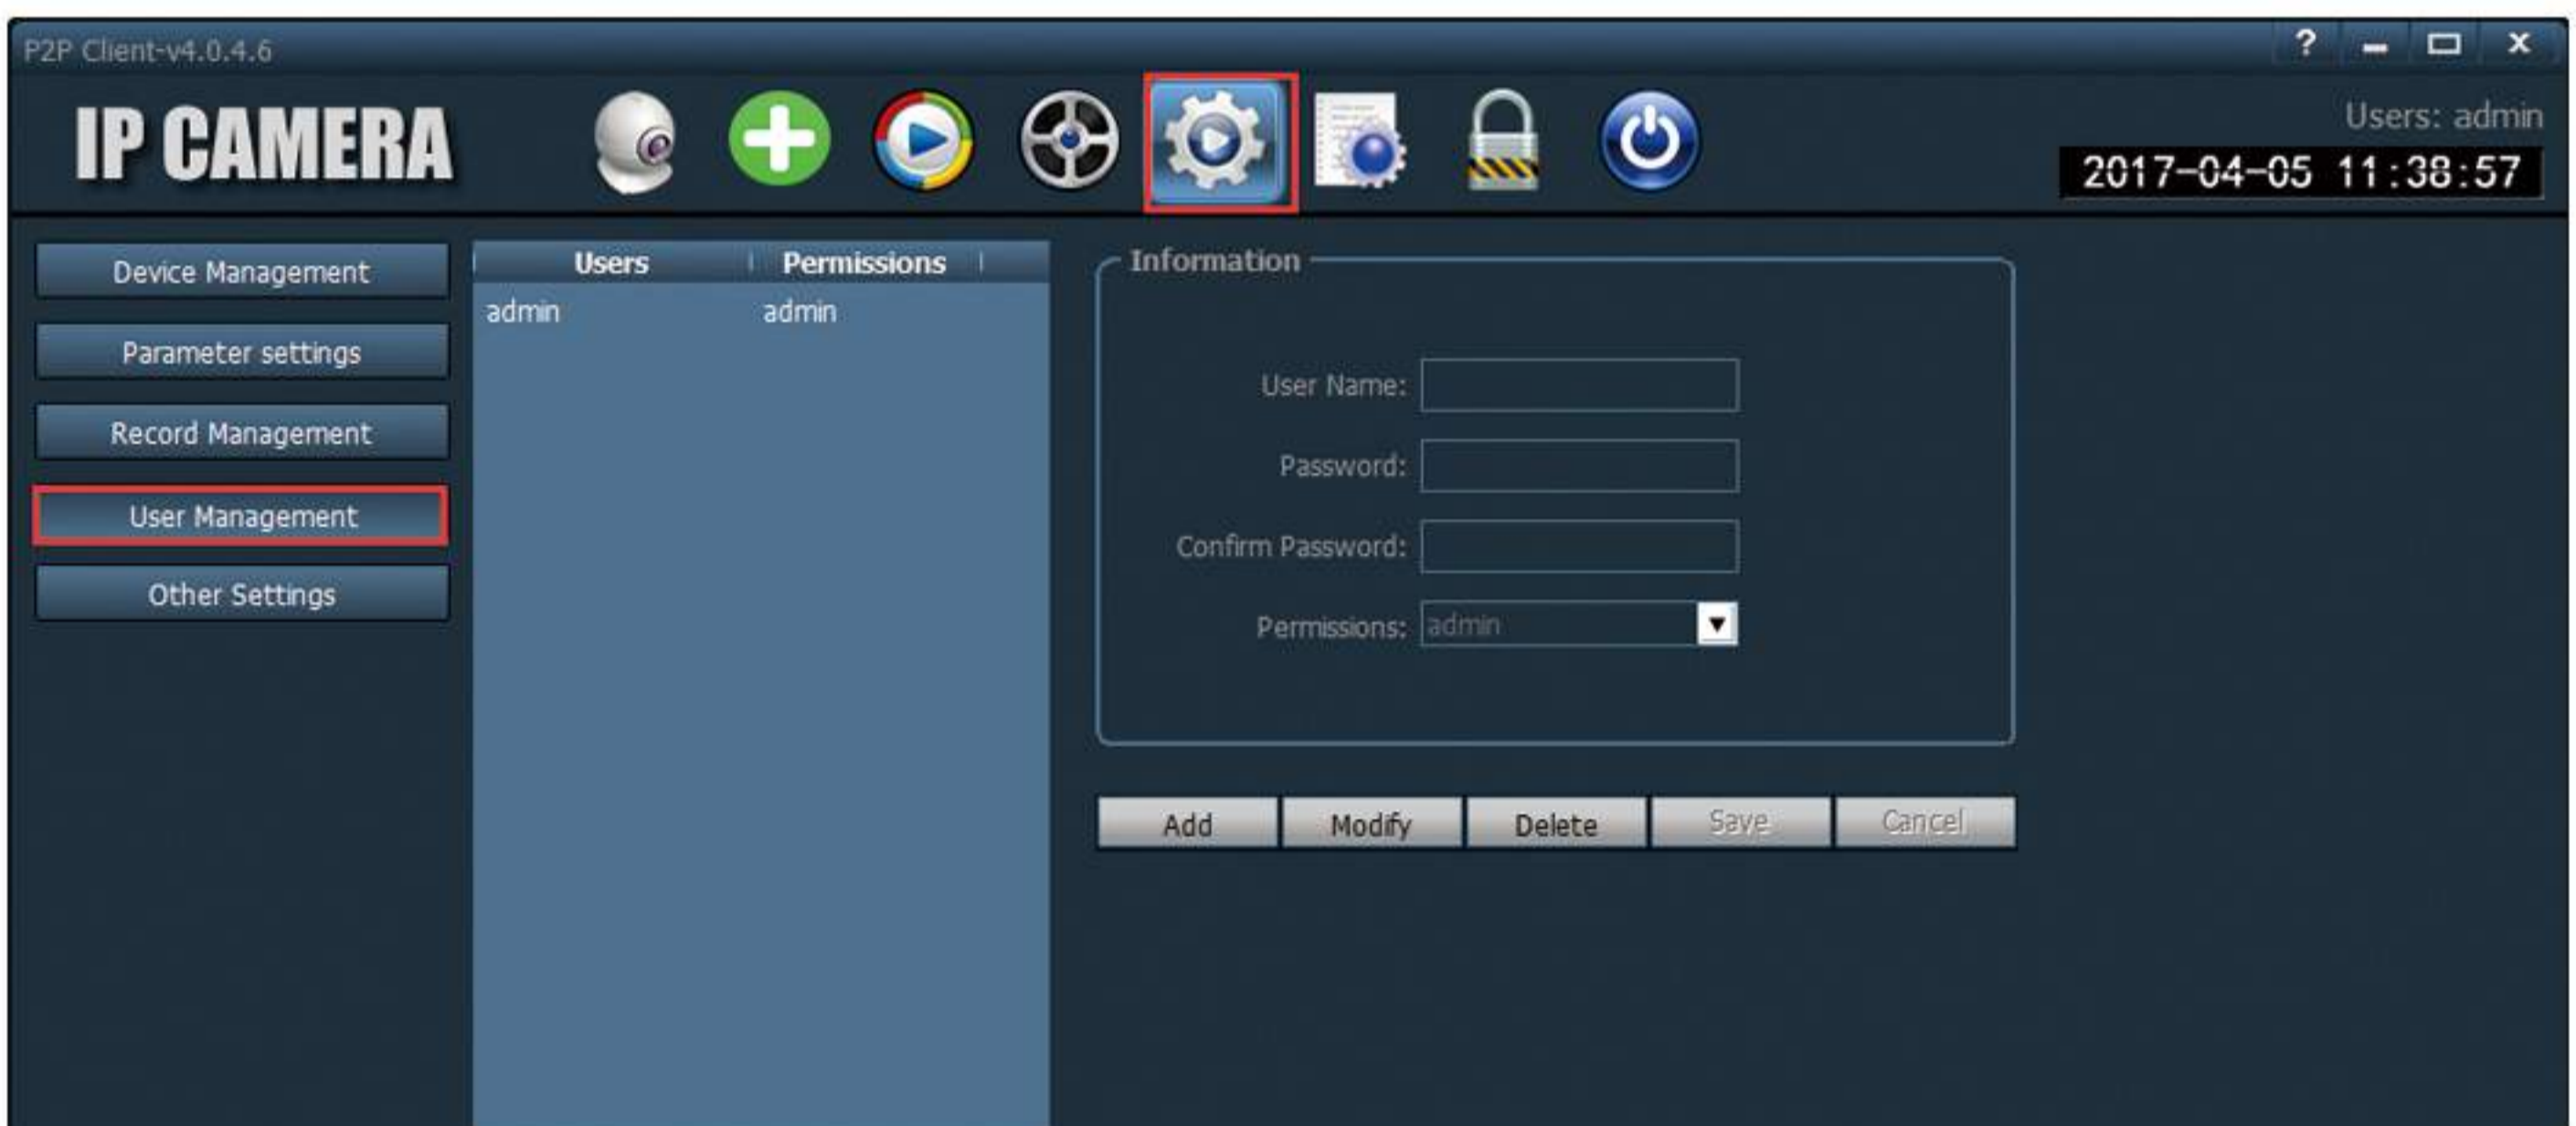 P2P Client-v4.0.4.6
IP CAMERA
Users: admin
2017-04-05 11:38:57
Device Management
Parameter settings
Record Management
User Management
Other Settings
Users Permissions
admin admin
Information
User Name:
Password:
Confirm Password:
Permissions: admin
Add Modify Delete Save Cancel